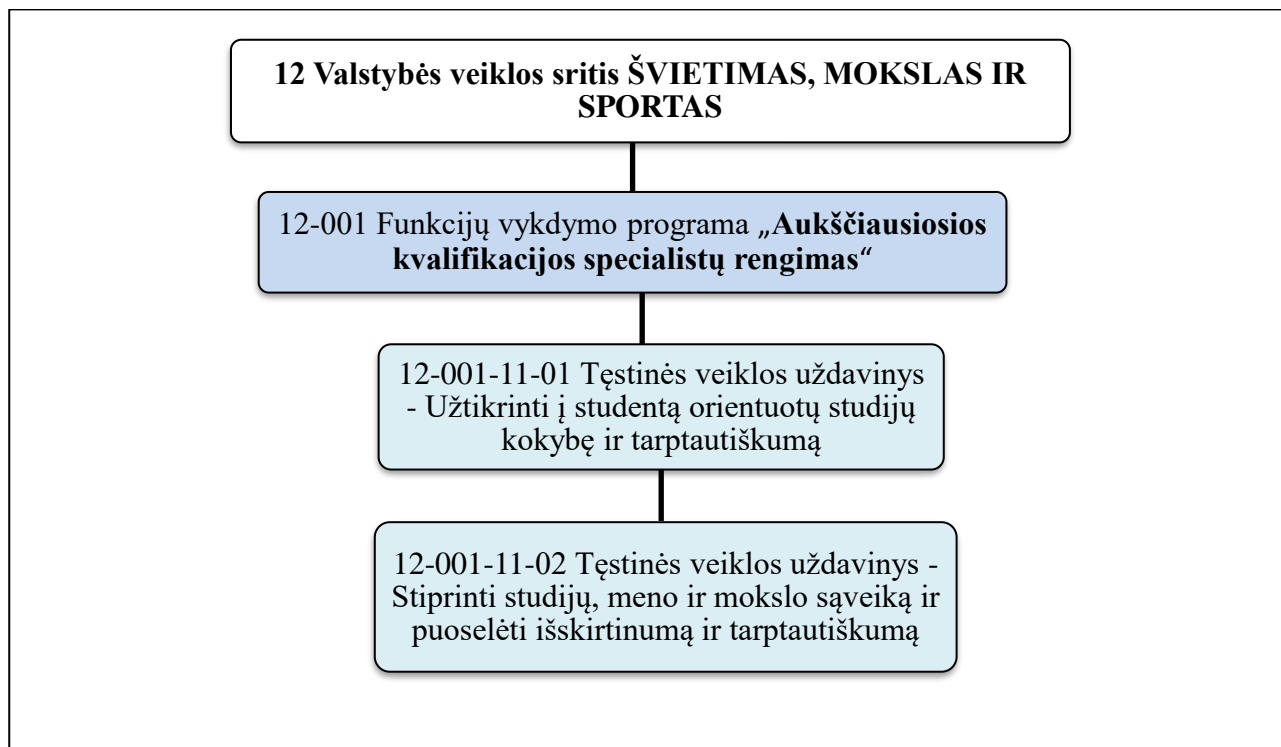 12 Valstybės veiklos sritis ŠVIETIMAS, MOKSLAS IR
SPORTAS
12-001 Funkcijų vykdymo programa „Aukščiausiosios
kvalifikacijos specialistų rengimas“
12-001-11-01 Tęstinės veiklos uždavinys
- Užtikrinti į studentą orientuotų studijų
kokybę ir tarptautiškumą
12-001-11-02 Tęstinės veiklos uždavinys -
Stiprinti studijų, meno ir mokslo sąveiką ir
puoselėti išskirtinumą ir tarptautiškumą